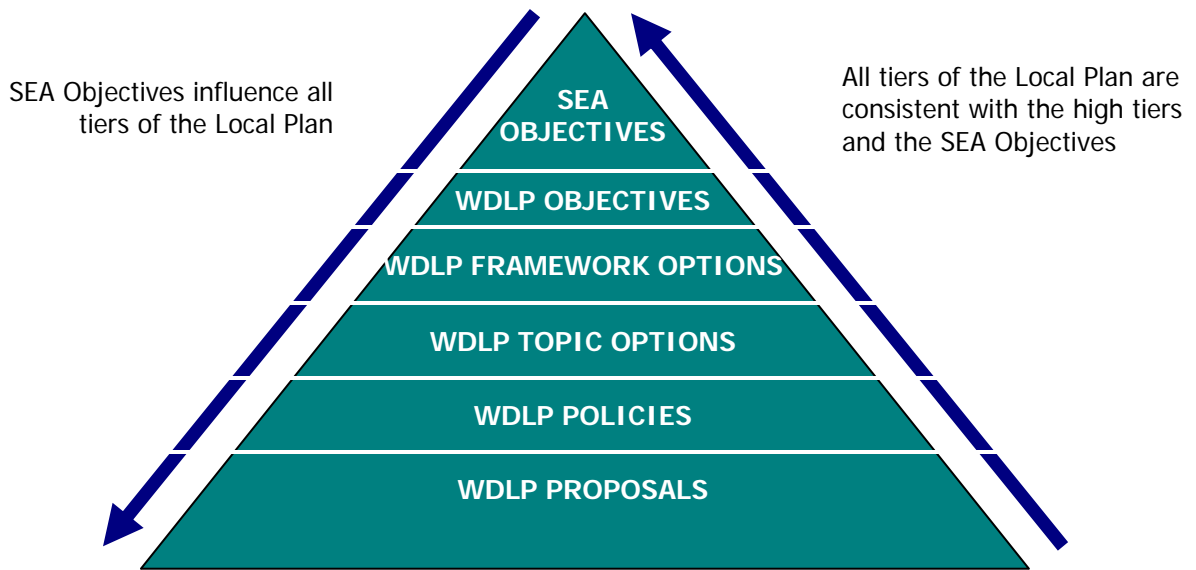 SEA Objectives influence all
tiers of the Local Plan
All tiers of the Local Plan are
consistent with the high tiers
and the SEA Objectives
SEA
OBJECTIVES
WDLP OBJECTIVES
WDLP FRAMEWORK OPTIONS
WDLP TOPIC OPTIONS
WDLP POLICIES
WDLP PROPOSALS